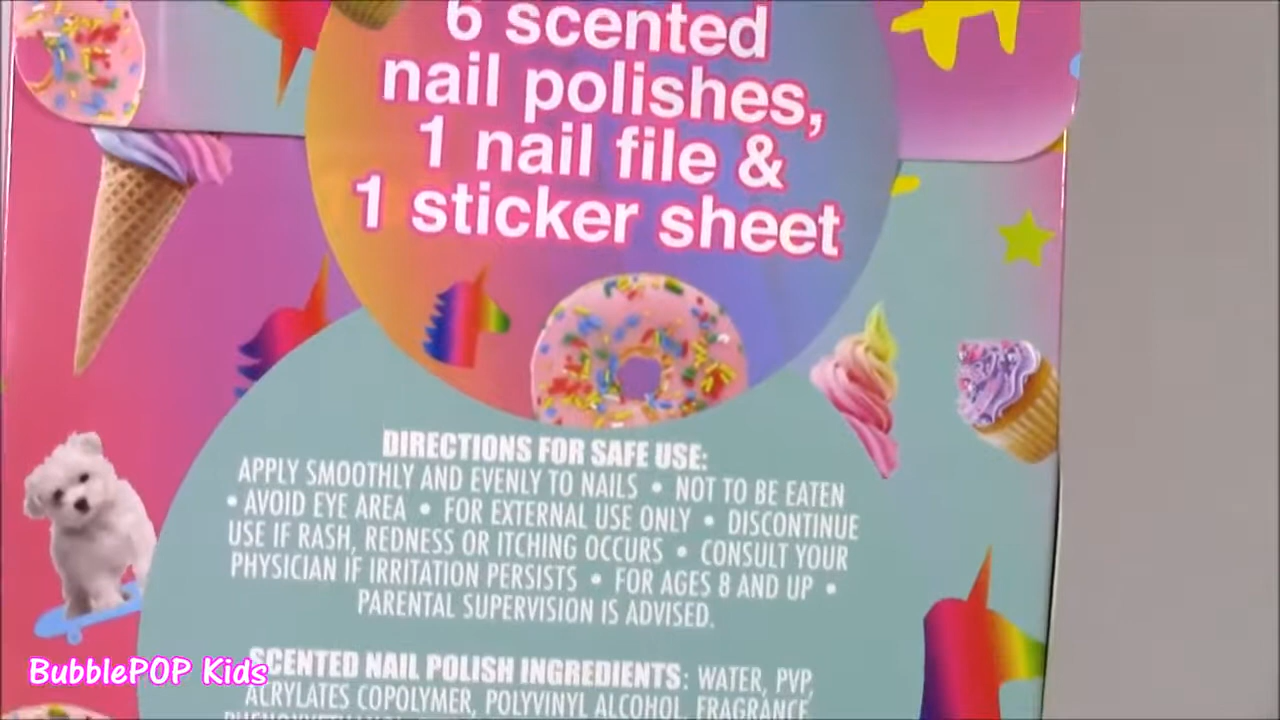 6 scented
nail polishes,
1 nail file &
1 sticker sheet
DIRECTIONS FOR SAFE USE:
APPLY SMOOTHLY AND EVENLY TO NAILS • NOT TO BE EATEN
• AVOID EYE AREA • FOR EXTERNAL USE ONLY • DISCONTINUE
USE IF RASH, REDNESS OR ITCHING OCCURS • CONSULT YOUR
PHYSICIAN IF IRRITATION PERSISTS • FOR AGES 8 AND UP •
PARENTAL SUPERVISION IS ADVISED.
SCENTED NAIL POLISH INGREDIENTS: WATER, PVP,
ACRYLATES COPOLYMER, POLYVINYL ALCOHOL, FRAGRANCE,
BubblePOP Kids